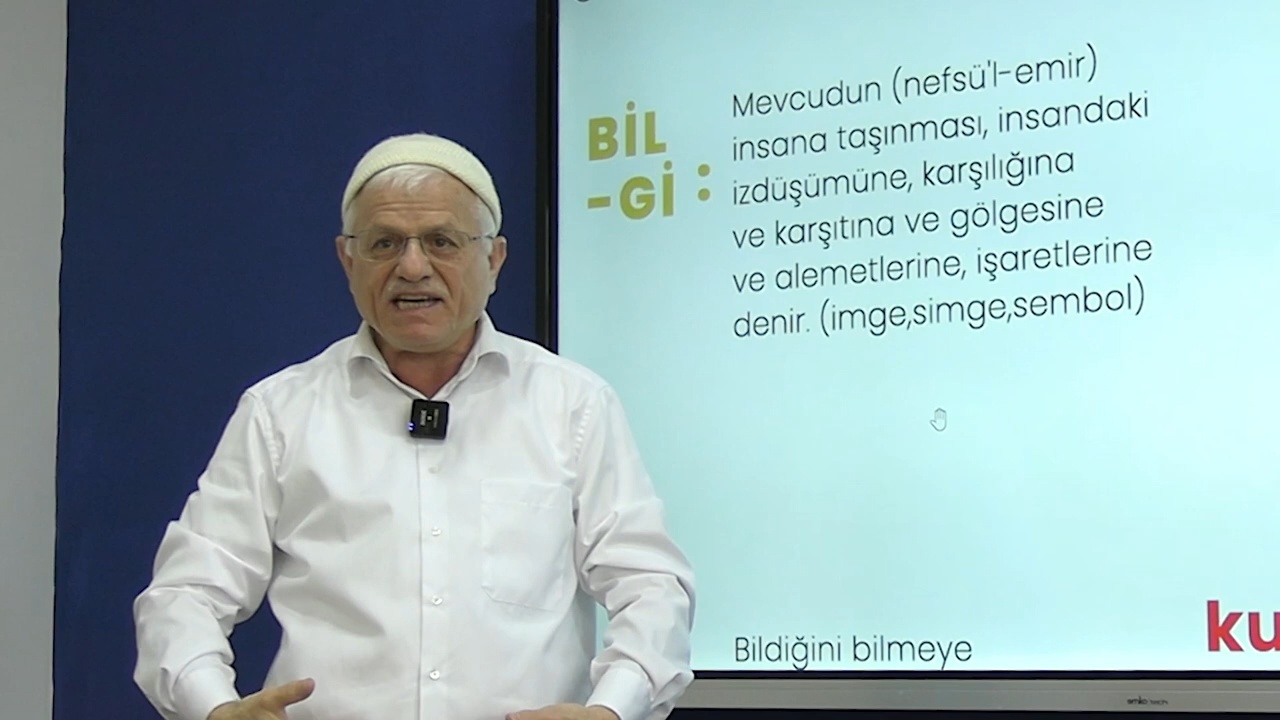 BİL
-Gİ :
Mevcudun (nefsü'l-emir)
insana taşınması, insandaki
izdüşümüne, karşılığına
ve karşıtına ve gölgesine
ve alemetlerine, işaretlerine
denir. (imge,simge,sembol)
ku
Bildiğini bilmeye